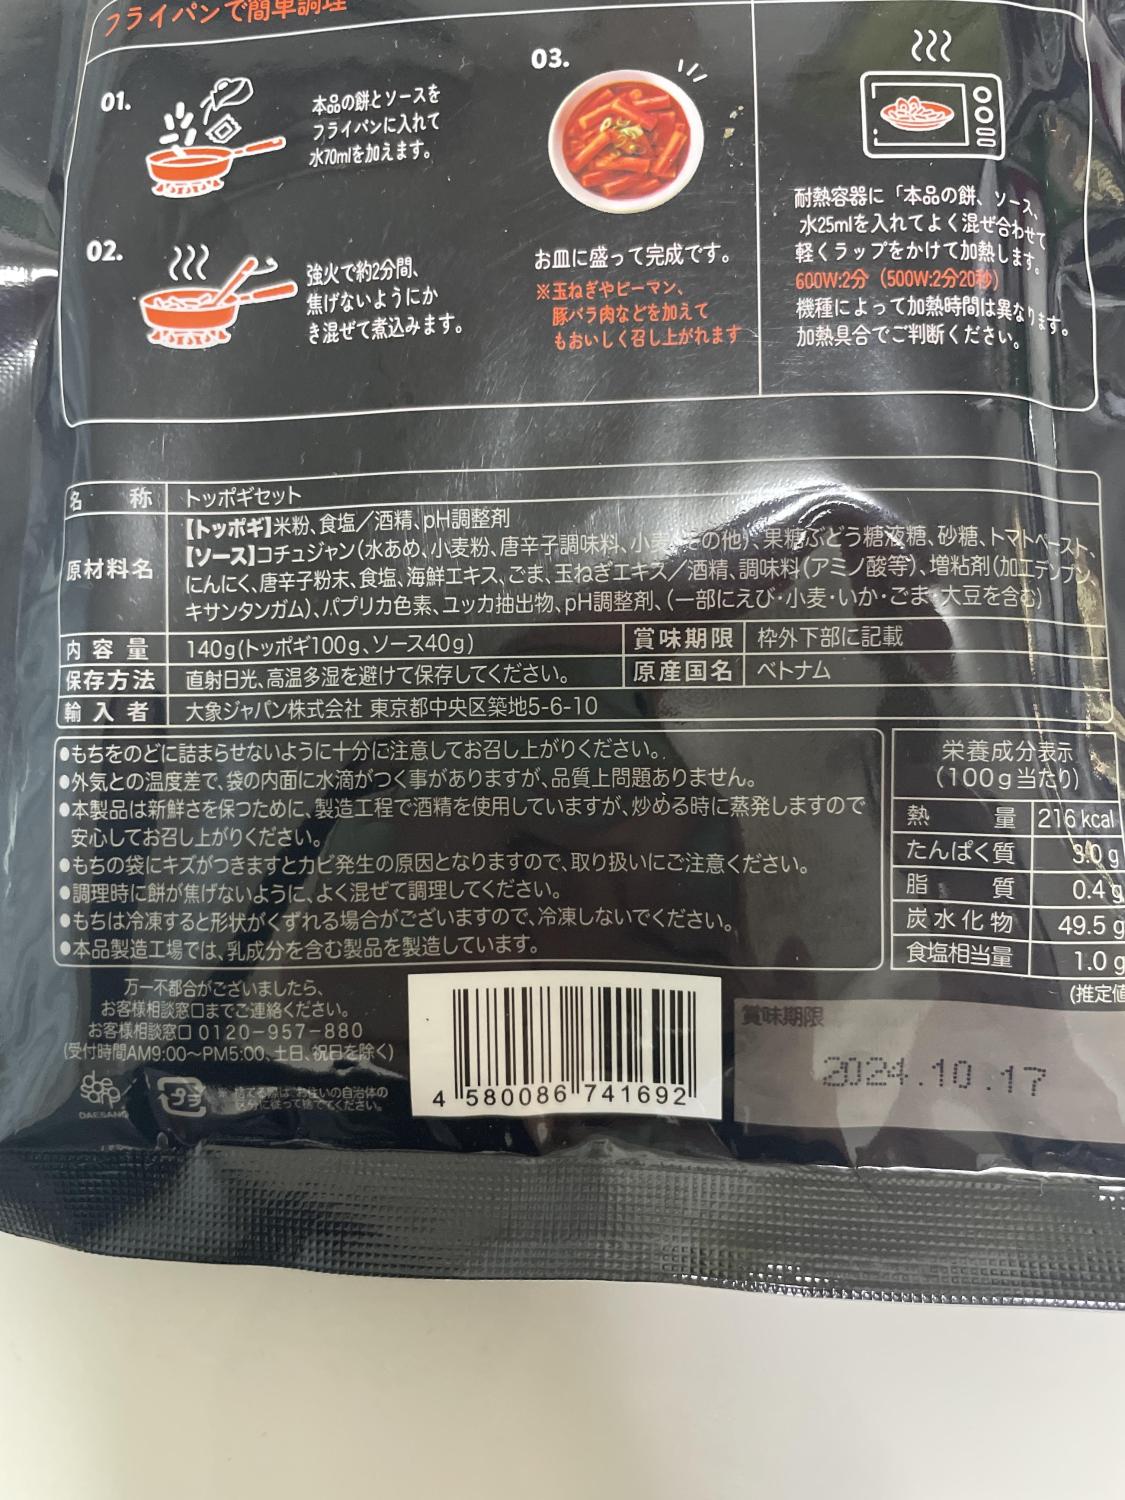 フライパンで簡単調理
01.
本品の餅とソースを
フライパンに入れて
水70mlを加えます。
02.
強火で約2分間、
焦げないようにか
き混ぜて煮込みます。
03.
お皿に盛って完成です。
※玉ねぎやピーマン、
豚バラ肉などを加えて
もおいしく召し上がれます
耐熱容器に「本品の餅、ソース、
水25mlを入れてよく混ぜ合わせて
軽くラップをかけて加熱します。
600W:2分（500W:2分20秒）
機種によって加熱時間は異なります。
加熱具合でご判断ください。
名称 トッポギセット
原材料名 【トッポギ】米粉、食塩／酒精、pH調整剤
【ソース】コチュジャン(水あめ、小麦粉、唐辛子調味料、小麦、その他)、果糖ぶどう糖液糖、砂糖、トマトペースト、
にんにく、唐辛子粉末、食塩、海鮮エキス、ごま、玉ねぎエキス／酒精、調味料(アミノ酸等)、増粘剤(加工デンプン、
キサンタンガム)、パプリカ色素、ユッカ抽出物、pH調整剤、(一部にえび・小麦・いか・ごま・大豆を含む)
内容量 140g(トッポギ100g、ソース40g) 賞味期限 枠外下部に記載
保存方法 直射日光、高温多湿を避けて保存してください。 原産国名 ベトナム
輸入者 大象ジャパン株式会社 東京都中央区築地5-6-10
●もちをのどに詰まらせないように十分に注意してお召し上がりください。
●外気との温度差で、袋の内面に水滴がつく事がありますが、品質上問題ありません。
●本製品は新鮮さを保つために、製造工程で酒精を使用していますが、炒める時に蒸発しますので
安心してお召し上がりください。
●もちの袋にキズがつきますとカビ発生の原因となりますので、取り扱いにご注意ください。
●調理時に餅が焦げないように、よく混ぜて調理してください。
●もちは冷凍すると形状がくずれる場合がございますので、冷凍しないでください。
●本品製造工場では、乳成分を含む製品を製造しています。
栄養成分表示
(100g当たり)
熱量 216 kcal
たんぱく質 3.0 g
脂質 0.4 g
炭水化物 49.5 g
食塩相当量 1.0 g
(推定値
万一不都合がございましたら、
お客様相談窓口までご連絡ください。
お客様相談窓口 0120-957-880
(受付時間AM9:00〜PM5:00、土日、祝日を除く)
daesang
DAESANG
プラ
※ 捨てる際は、お住いの自治体の
区分に従って捨ててください。
4 580086 741692
賞味期限
2024.10.17